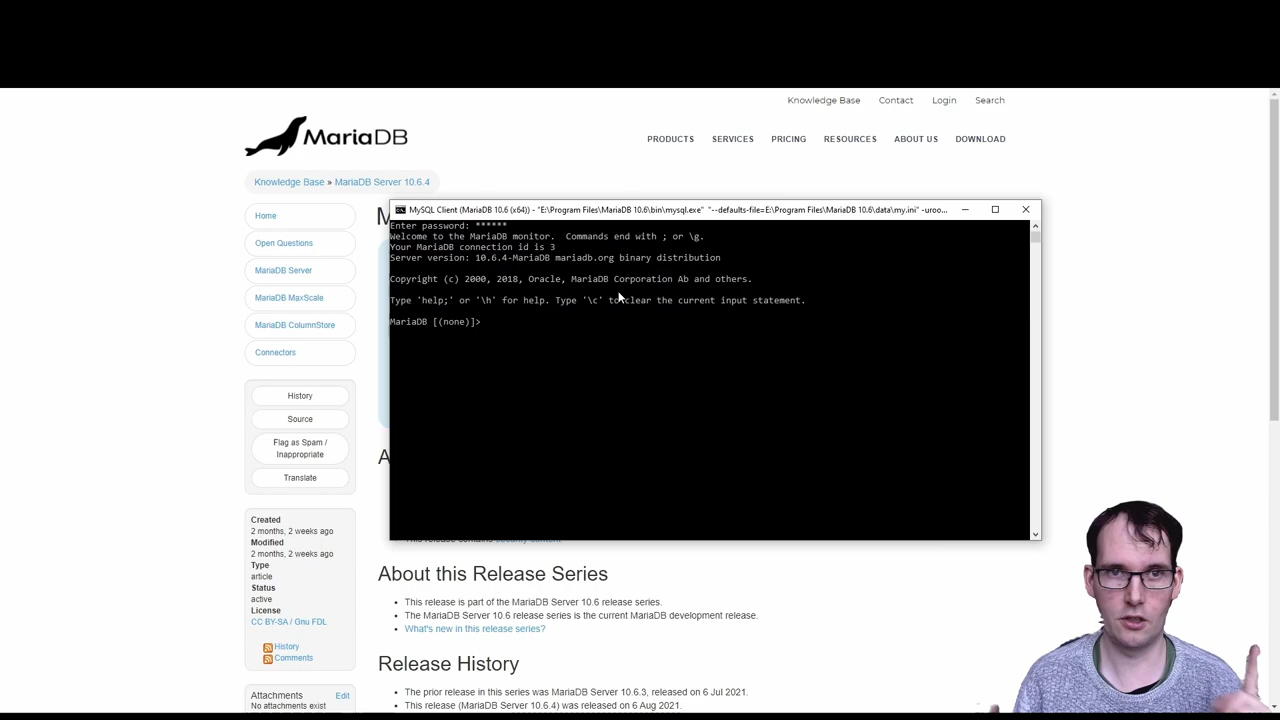 Knowledge Base Contact Login Search
MariaDB
PRODUCTS SERVICES PRICING RESOURCES ABOUT US DOWNLOAD
Knowledge Base » MariaDB Server 10.6.4
Home
Open Questions
MariaDB Server
MariaDB MaxScale
MariaDB ColumnStore
Connectors
History
Source
Flag as Spam /
Inappropriate
Translate
Created
2 months, 2 weeks ago
Modified
2 months, 2 weeks ago
Type
article
Status
active
License
CC BY-SA / Gnu FDL
History
Comments
Attachments Edit
No attachments exist
M
MySQL Client (MariaDB 10.6 (x64)) - "E:\Program Files\MariaDB 10.6\bin\mysql.exe" "--defaults-file=E:\Program Files\MariaDB 10.6\data\my.ini" -uroo...
Enter password: ******
Welcome to the MariaDB monitor. Commands end with ; or \g.
Your MariaDB connection id is 3
Server version: 10.6.4-MariaDB mariadb.org binary distribution
Copyright (c) 2000, 2018, Oracle, MariaDB Corporation Ab and others.
Type 'help;' or '\h' for help. Type '\c' to clear the current input statement.
MariaDB [(none)]>
A
About this Release Series
This release is part of the MariaDB Server 10.6 release series.
The MariaDB Server 10.6 release series is the current MariaDB development release.
What's new in this release series?
Release History
The prior release in this series was MariaDB Server 10.6.3, released on 6 Jul 2021.
This release (MariaDB 10.6.4) was released on 6 Aug 2021.